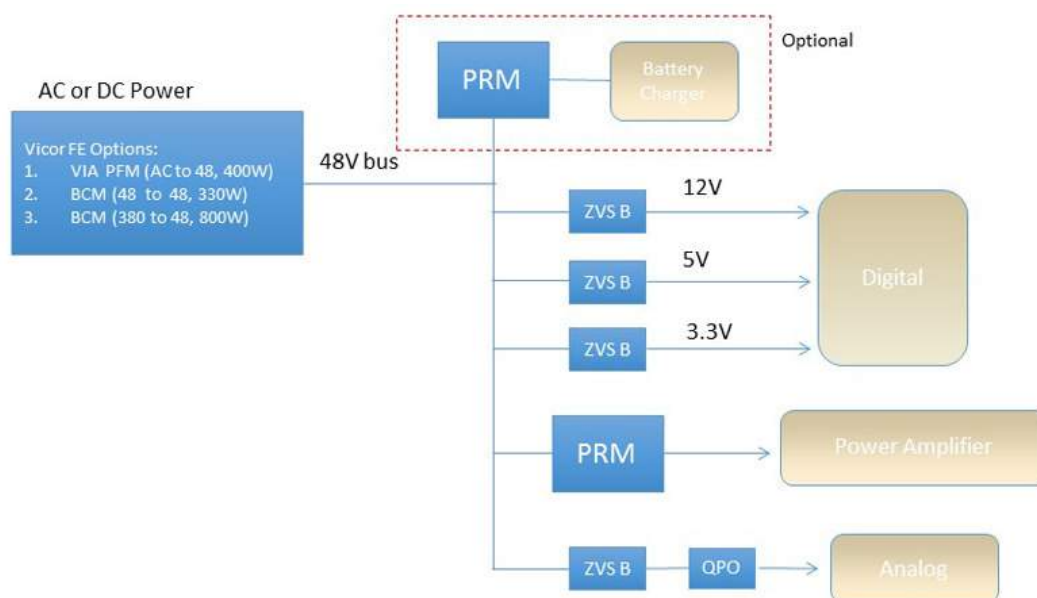 Optional
PRM
Battery
Charger
AC or DC Power
Vicor FE Options:
1. VIA PFM (AC to 48, 400W)
2. BCM (48 to 48, 330W)
3. BCM (380 to 48, 800W)
48V bus
ZVS B
12V
ZVS B
5V
ZVS B
3.3V
Digital
PRM
Power Amplifier
ZVS B
QPO
Analog